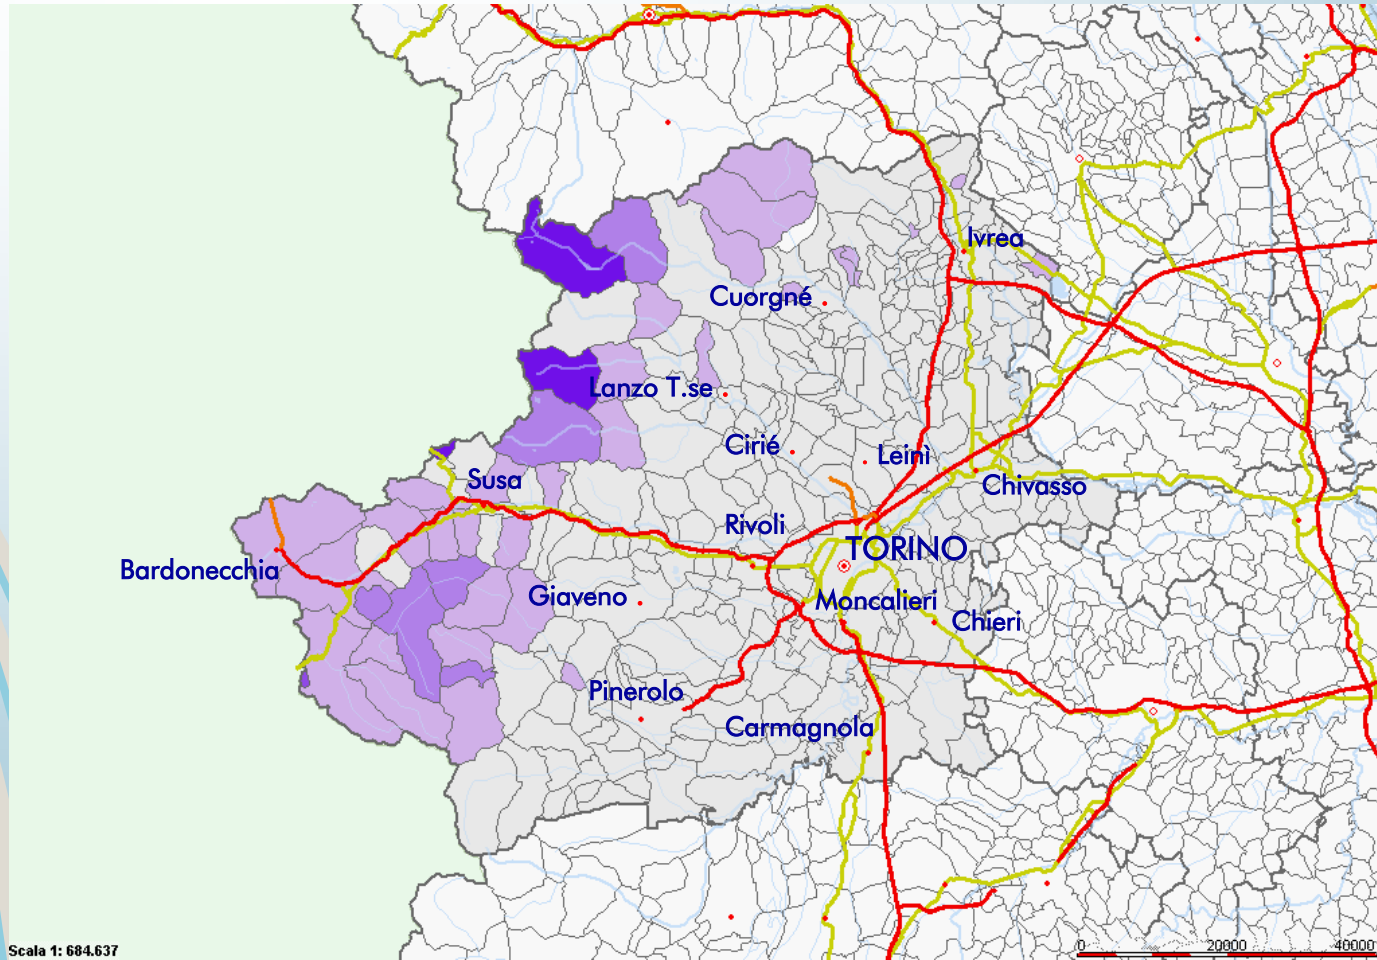 Ivrea
Cuorgné
Lanzo T.se
Cirié
Leinì
Susa
Chivasso
Rivoli
TORINO
Bardonecchia
Giaveno
Moncalieri
Chieri
Pinerolo
Carmagnola
Scala 1: 684.637
0 20000 40000